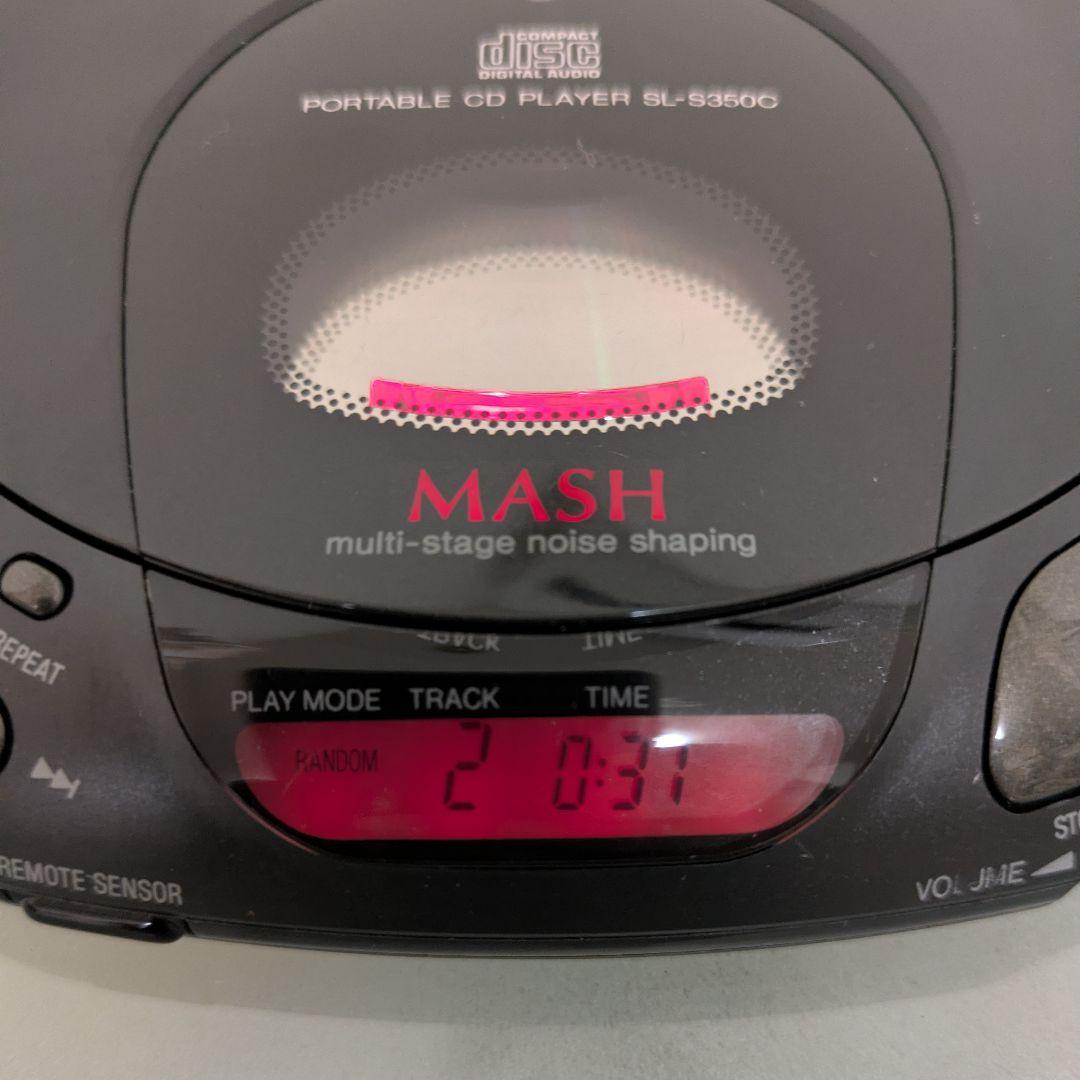 COMPACT
disc
DIGITAL AUDIO
PORTABLE CD PLAYER SL-S350C
MASH
multi-stage noise shaping
REPEAT
PLAY MODE TRACK TIME
RANDOM 2 0:31
REMOTE SENSOR
VOLUME